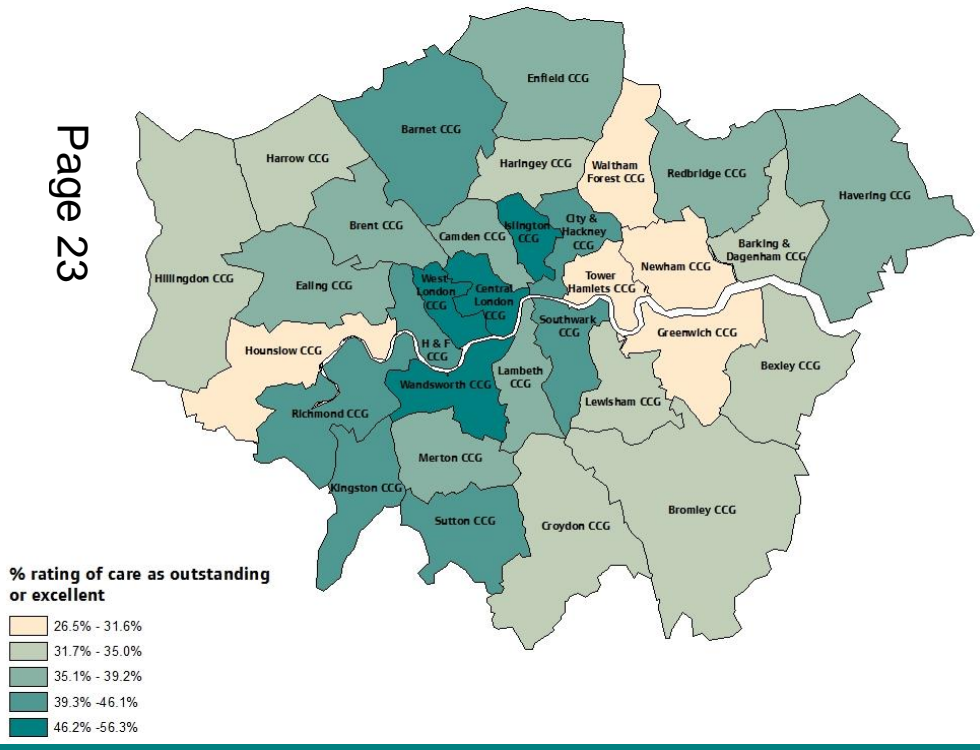 Page 23
Enfield CCG
Barnet CCG
Harrow CCG
Haringey CCG
Waltham
Forest CCG
Redbridge CCG
Havering CCG
Brent CCG
Camden CCG
Islington
CCG
City &
Hackney
CCG
Barking &
Dagenham CCG
Hillingdon CCG
Ealing CCG
West
London
CCG
Central
London
CCG
Tower
Hamlets CCG
Newham CCG
Hounslow CCG
H & F
CCG
Southwark
CCG
Greenwich CCG
Bexley CCG
Wandsworth CCG
Lambeth
CCG
Lewisham CCG
Richmond CCG
Merton CCG
Kingston CCG
Sutton CCG
Croydon CCG
Bromley CCG
% rating of care as outstanding
or excellent
26.5% - 31.6%
31.7% - 35.0%
35.1% - 39.2%
39.3% -46.1%
46.2% -56.3%